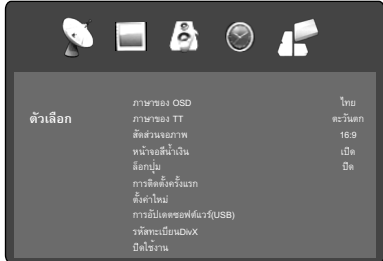 ตัวเลือก
ภาษาของ OSD ไทย
ภาษาของ TT ตะวันตก
สัดส่วนจอภาพ 16:9
หน้าจอสีน้ำเงิน เปิด
ล็อกปุ่ม ปิด
การติดตั้งครั้งแรก
ตั้งค่าใหม่
การอัปเดตซอฟต์แวร์(USB)
รหัสทะเบียนDivX
ปิดใช้งาน